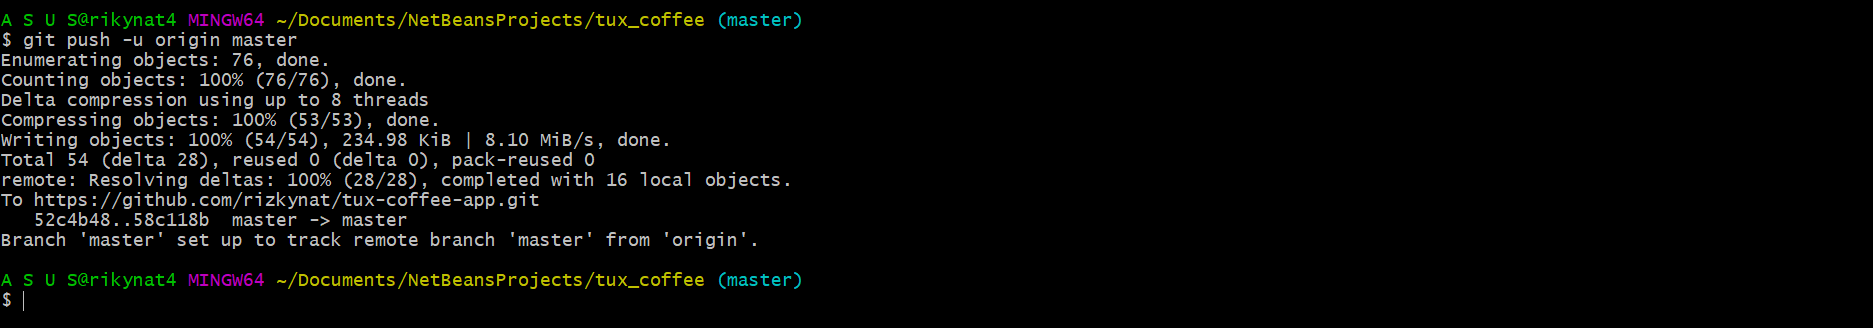 A S U S@rikynat4 MINGW64 ~/Documents/NetBeansProjects/tux_coffee (master)
$ git push -u origin master
Enumerating objects: 76, done.
Counting objects: 100% (76/76), done.
Delta compression using up to 8 threads
Compressing objects: 100% (53/53), done.
Writing objects: 100% (54/54), 234.98 KiB | 8.10 MiB/s, done.
Total 54 (delta 28), reused 0 (delta 0), pack-reused 0
remote: Resolving deltas: 100% (28/28), completed with 16 local objects.
To https://github.com/rizkynat/tux-coffee-app.git
   52c4b48..58c118b  master -> master
Branch 'master' set up to track remote branch 'master' from 'origin'.
A S U S@rikynat4 MINGW64 ~/Documents/NetBeansProjects/tux_coffee (master)
$